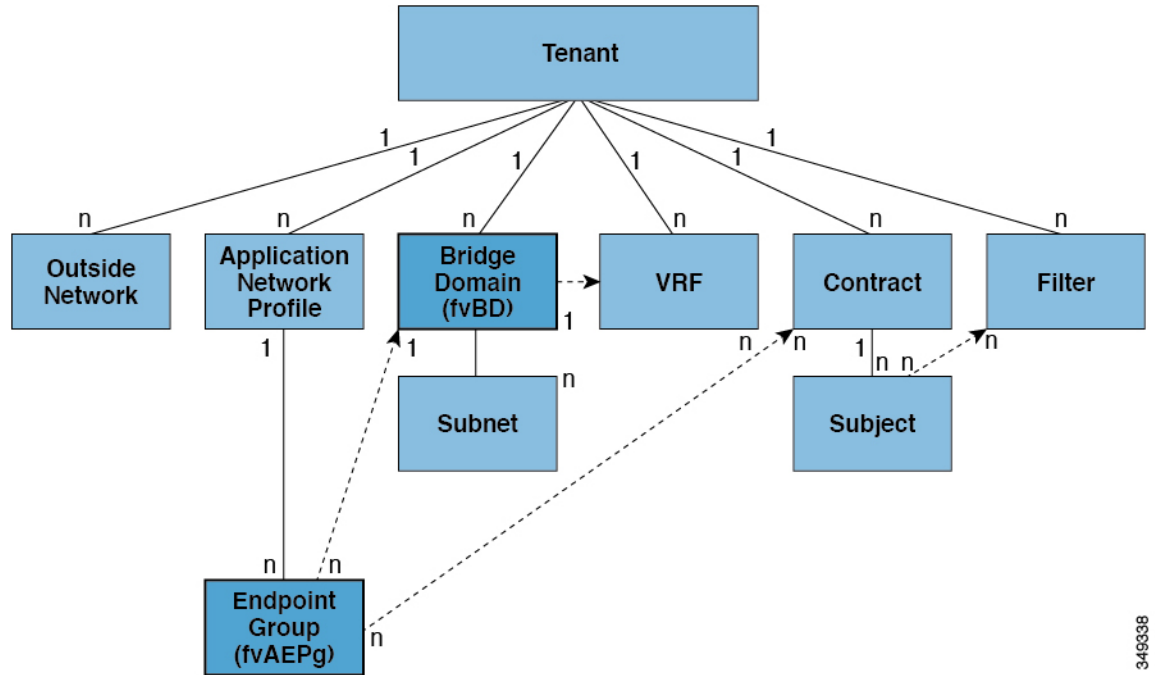 Tenant
1
1
1
1
1
1
n
n
n
n
n
n
Outside
Network
Application
Network
Profile
Bridge
Domain
(fvBD)
VRF
Contract
Filter
1
1
1
n
n
1
n
n
n
n
Subnet
Subject
n
n
Endpoint
Group
(fvAEPg)
n
349338